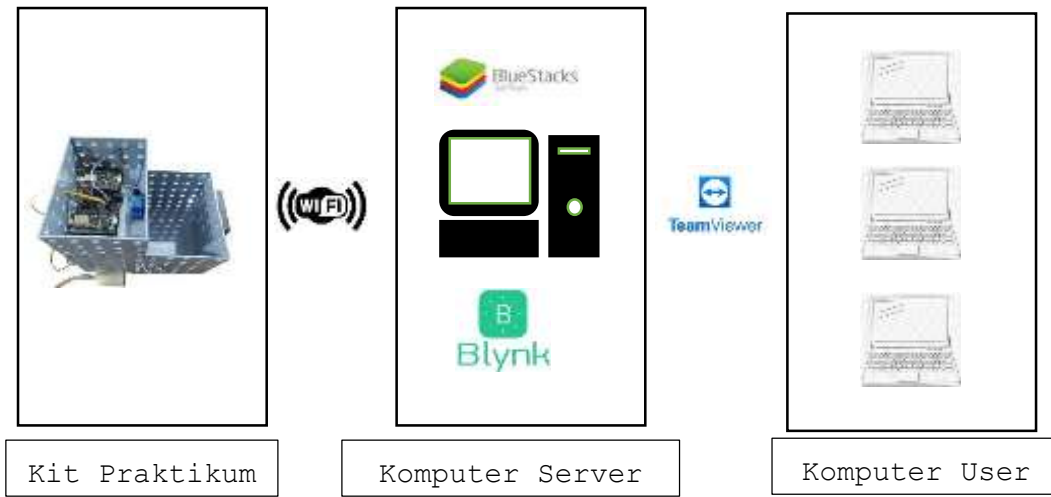 BlueStacks
WiFi
TeamViewer
B
Blynk
Kit Praktikum
Komputer Server
Komputer User